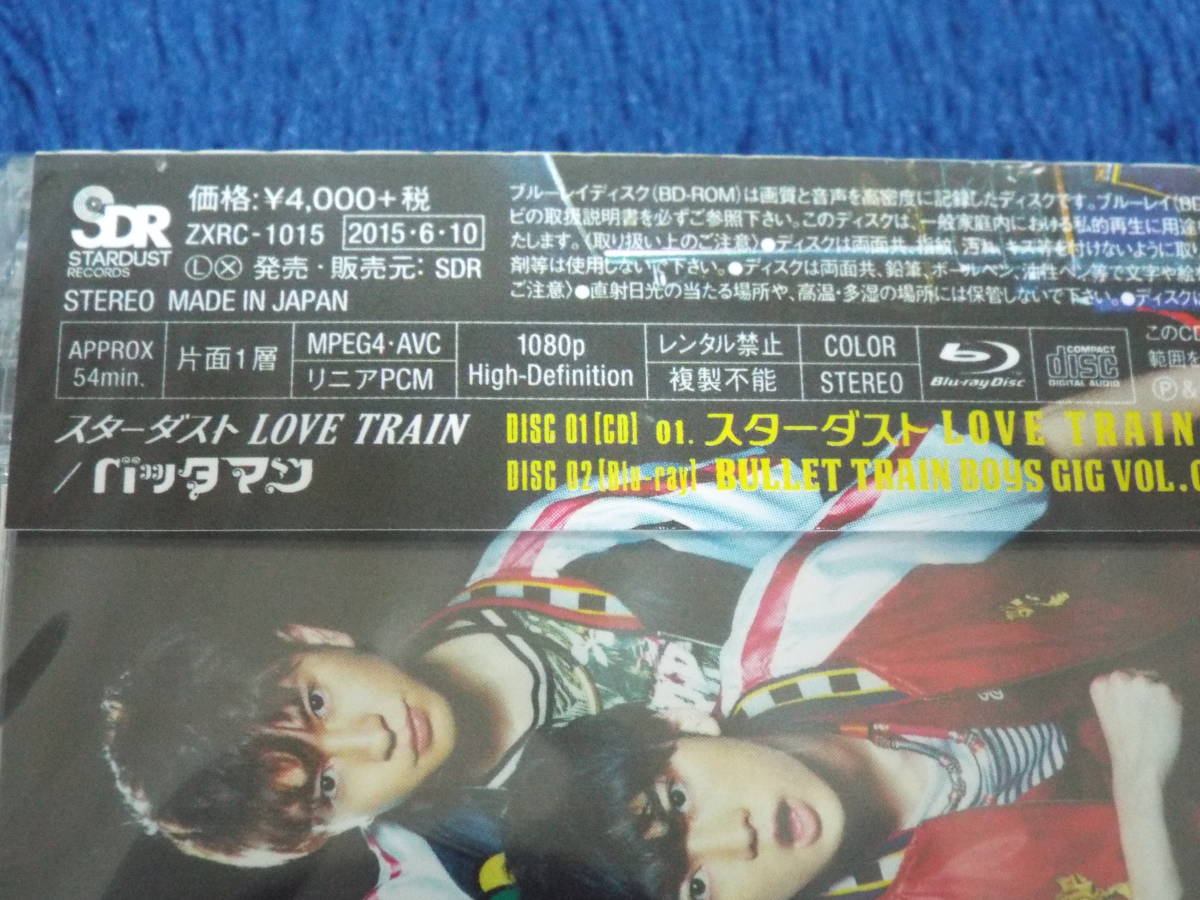 SDR
STARDUST
RECORDS
価格:¥4,000+税
ZXRC-1015 2015・6・10
Ⓛ 発売・販売元:SDR
STEREO MADE IN JAPAN
ブルーレイディスク(BD-ROM)は画質と音声を高密度に記録したディスクです。ブルーレイ(BD
ビの取扱説明書を必ずご参照下さい。このディスクは、一般家庭内における私的再生に用途を
たします。〈取り扱い上のご注意〉●ディスクは両面共、指紋、汚れ、キズ等を付けないように取り
剤等は使用しないで下さい。●ディスクは両面共、鉛筆、ボールペン、油性ペン等で文字や絵
ご注意〉●直射日光の当たる場所や、高温・多湿の場所には保管しないで下さい。●ディスクに
APPROX
54min.
片面1層
MPEG4・AVC
リニアPCM
1080p
High-Definition
レンタル禁止
複製不能
COLOR
STEREO
Blu-ray Disc
COMPACT
disc
DIGITAL AUDIO
このCD
範囲を
Ⓟ&
スターダスト LOVE TRAIN
/バッタマン
DISC 01[CD] 01. スターダスト LOVE TRAIN
DISC 02[Blu-ray] BULLET TRAIN BOYS GIG VOL.